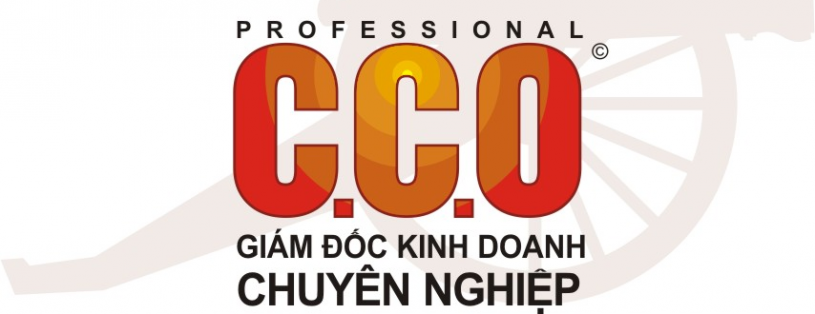 PROFESSIONAL
C.C.O ©
GIÁM ĐỐC KINH DOANH
CHUYÊN NGHIỆP